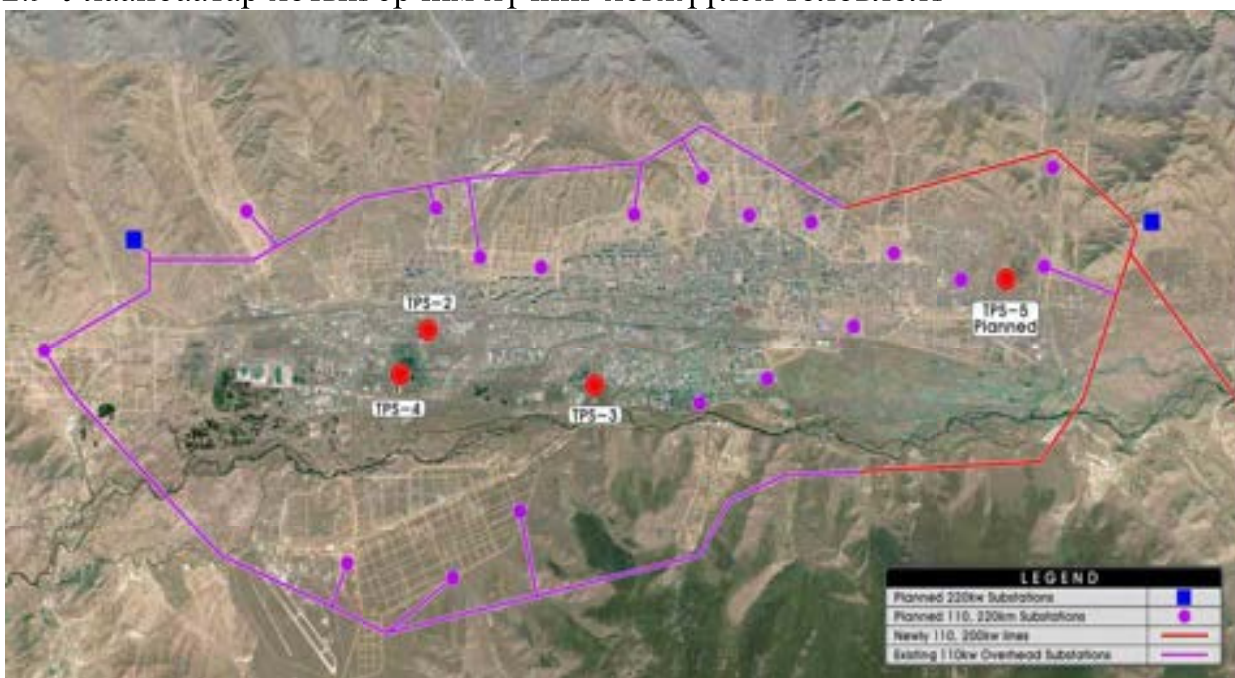 TPS-2
TPS-5
Planned
TPS-4
TPS-3
LEGEND
Planned 220kw Substations
Planned 110, 220km Substations
Newly 110, 200kw lines
Existing 110kw Overhead Substations